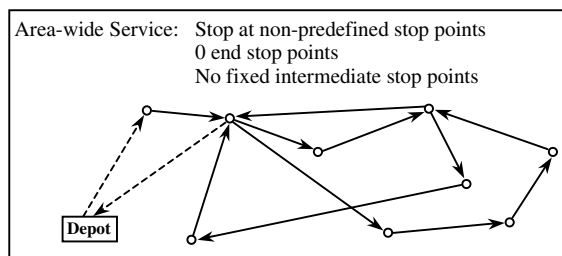 Area-wide Service: Stop at non-predefined stop points
0 end stop points
No fixed intermediate stop points
Depot